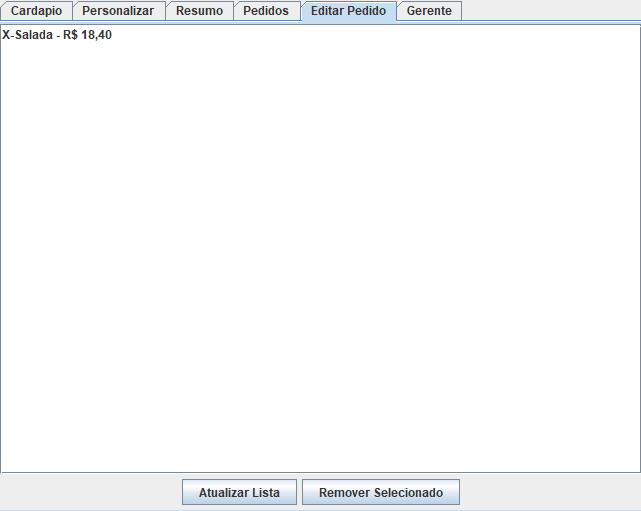 Cardapio Personalizar Resumo Pedidos Editar Pedido Gerente
X-Salada - R$ 18,40
Atualizar Lista Remover Selecionado